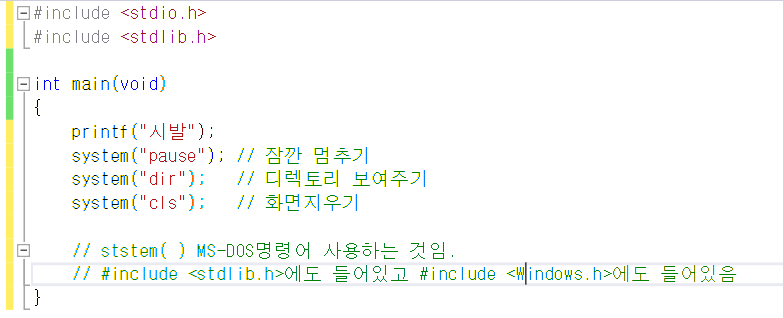 #include <stdio.h>
#include <stdlib.h>
int main(void)
{
printf("시발");
system("pause"); // 잠깐 멈추기
system("dir"); // 디렉토리 보여주기
system("cls"); // 화면지우기
// ststem( ) MS-DOS명령어 사용하는 것임.
// #include <stdlib.h>에도 들어있고 #include <Windows.h>에도 들어있음
}